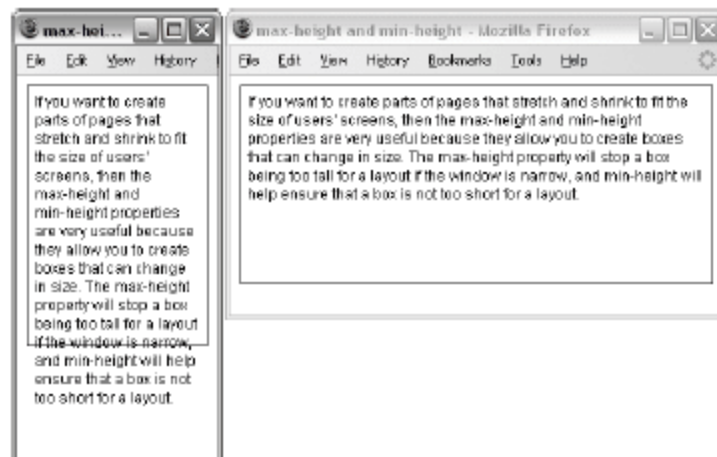 max-hei...
File Edit View History
If you want to create
parts of pages that
stretch and shrink to fit
the size of users'
screens, then the
max-height and
min-height properties
are very useful because
they allow you to create
boxes that can change
in size. The max-height
property will stop a box
being too tall for a layout
if the window is narrow,
and min-height will help
ensure that a box is not
too short for a layout.
max-height and min-height - Mozilla Firefox
File Edit View History Bookmarks Tools Help
If you want to create parts of pages that stretch and shrink to fit the
size of users' screens, then the max-height and min-height
properties are very useful because they allow you to create boxes
that can change in size. The max-height property will stop a box
being too tall for a layout if the window is narrow, and min-height will
help ensure that a box is not too short for a layout.